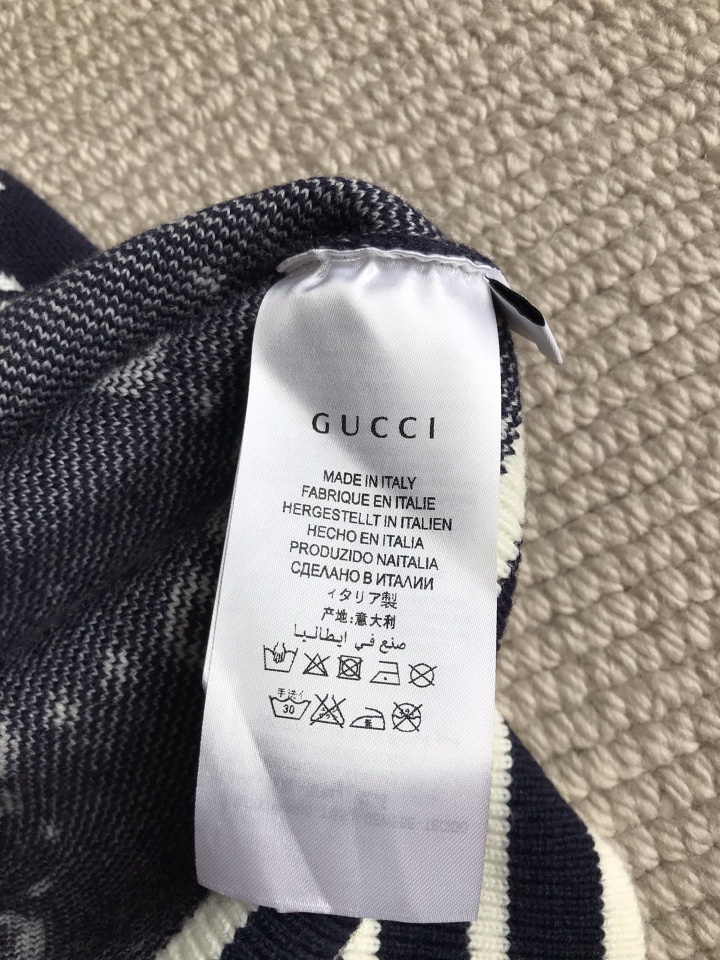 GUCCI
MADE IN ITALY
FABRIQUE EN ITALIE
HERGESTELLT IN ITALIEN
HECHO EN ITALIA
PRODUZIDO NAITALIA
СДЕЛАНО В ИТАЛИИ
イタリア製
产地:意大利
صنع في ايطاليا
手洗イ
30